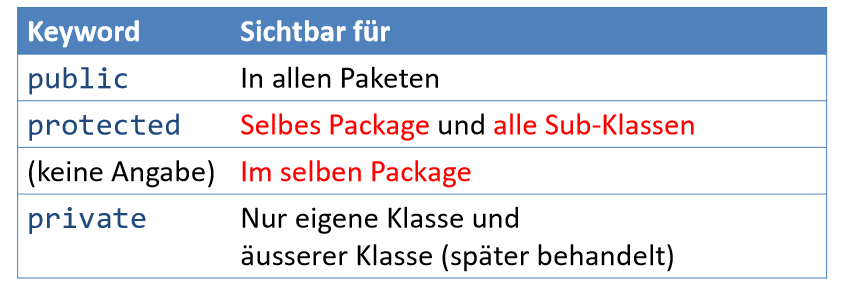 Keyword Sichtbar für
public In allen Paketen
protected Selbes Package und alle Sub-Klassen
(keine Angabe) Im selben Package
private Nur eigene Klasse und
äusserer Klasse (später behandelt)